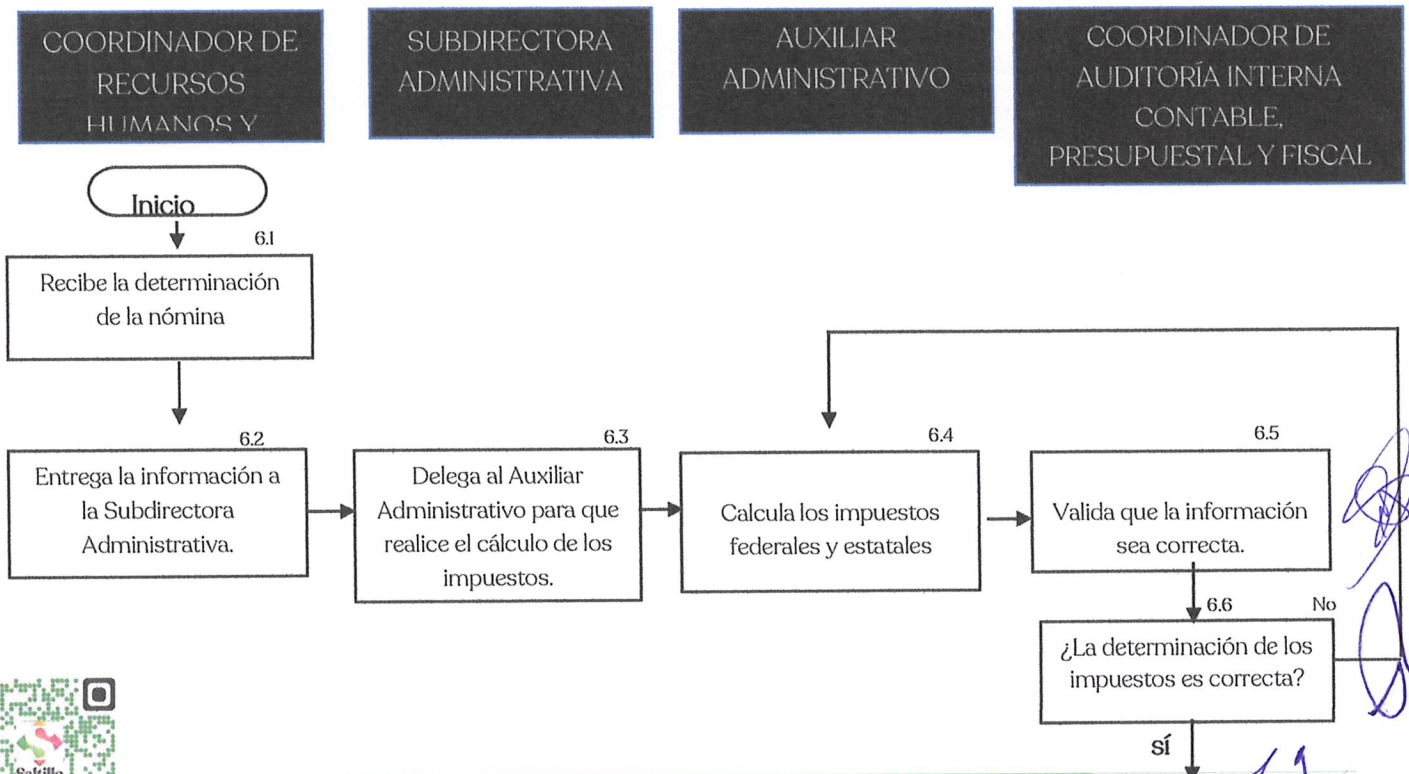 COORDINADOR DE
RECURSOS
HUMANOS Y
SUBDIRECTORA
ADMINISTRATIVA
AUXILIAR
ADMINISTRATIVO
COORDINADOR DE
AUDITORÍA INTERNA
CONTABLE,
PRESUPUESTAL Y FISCAL
Inicio
6.1
Recibe la determinación
de la nómina
6.2
Entrega la información a
la Subdirectora
Administrativa.
6.3
Delega al Auxiliar
Administrativo para que
realice el cálculo de los
impuestos.
6.4
Calcula los impuestos
federales y estatales
6.5
Valida que la información
sea correcta.
6.6
No
¿La determinación de los
impuestos es correcta?
SÍ
Saltillo